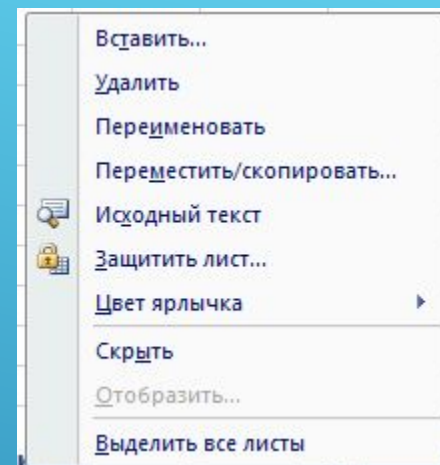 Вставить...
Удалить
Переименовать
Переместить/скопировать...
Исходный текст
Защитить лист...
Цвет ярлычка
Скрыть
Отобразить...
Выделить все листы